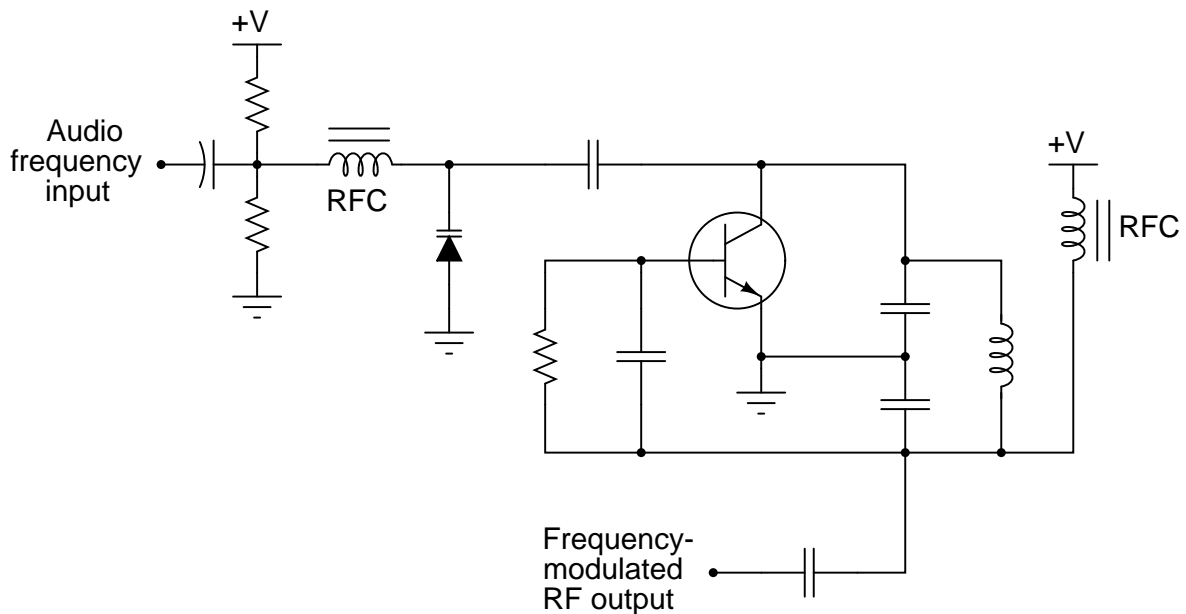 +V
Audio
frequency
input
RFC
+V
RFC
Frequency-
modulated
RF output